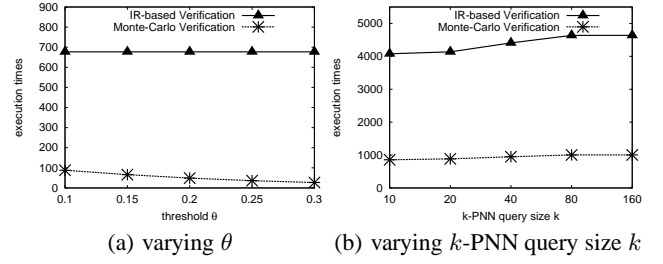 900
800
700
600
500
400
300
200
100
0
0.1 0.15 0.2 0.25 0.3
execution times
threshold θ
IR-based Verification
Monte-Carlo Verification
(a) varying θ
5000
4000
3000
2000
1000
0
10 20 40 80 160
execution times
k-PNN query size k
IR-based Verification
Monte-Carlo Verification
(b) varying k-PNN query size k